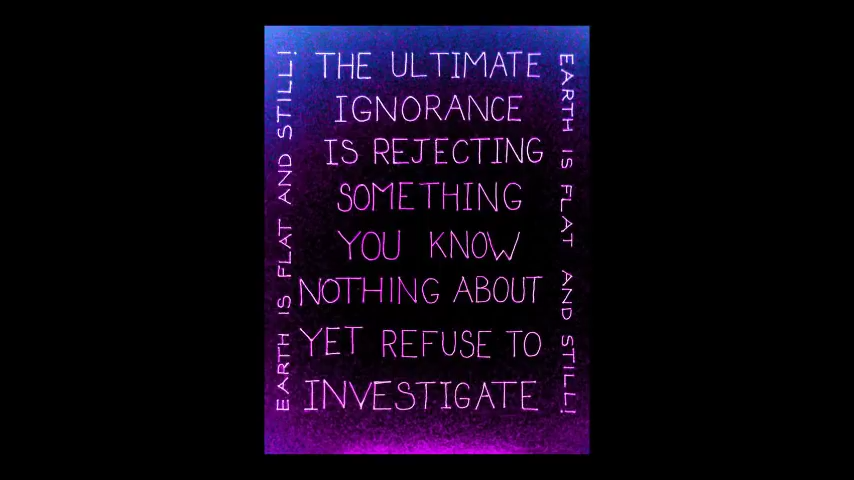 EARTH IS FLAT AND STILL!
THE ULTIMATE
IGNORANCE
IS REJECTING
SOMETHING
YOU KNOW
NOTHING ABOUT
YET REFUSE TO
INVESTIGATE
EARTH IS FLAT AND STILL!